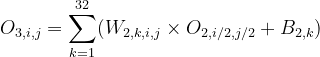 $O_{3,i,j} = \sum_{k=1}^{32} (W_{2,k,i,j} \times O_{2,i/2,j/2} + B_{2,k})$